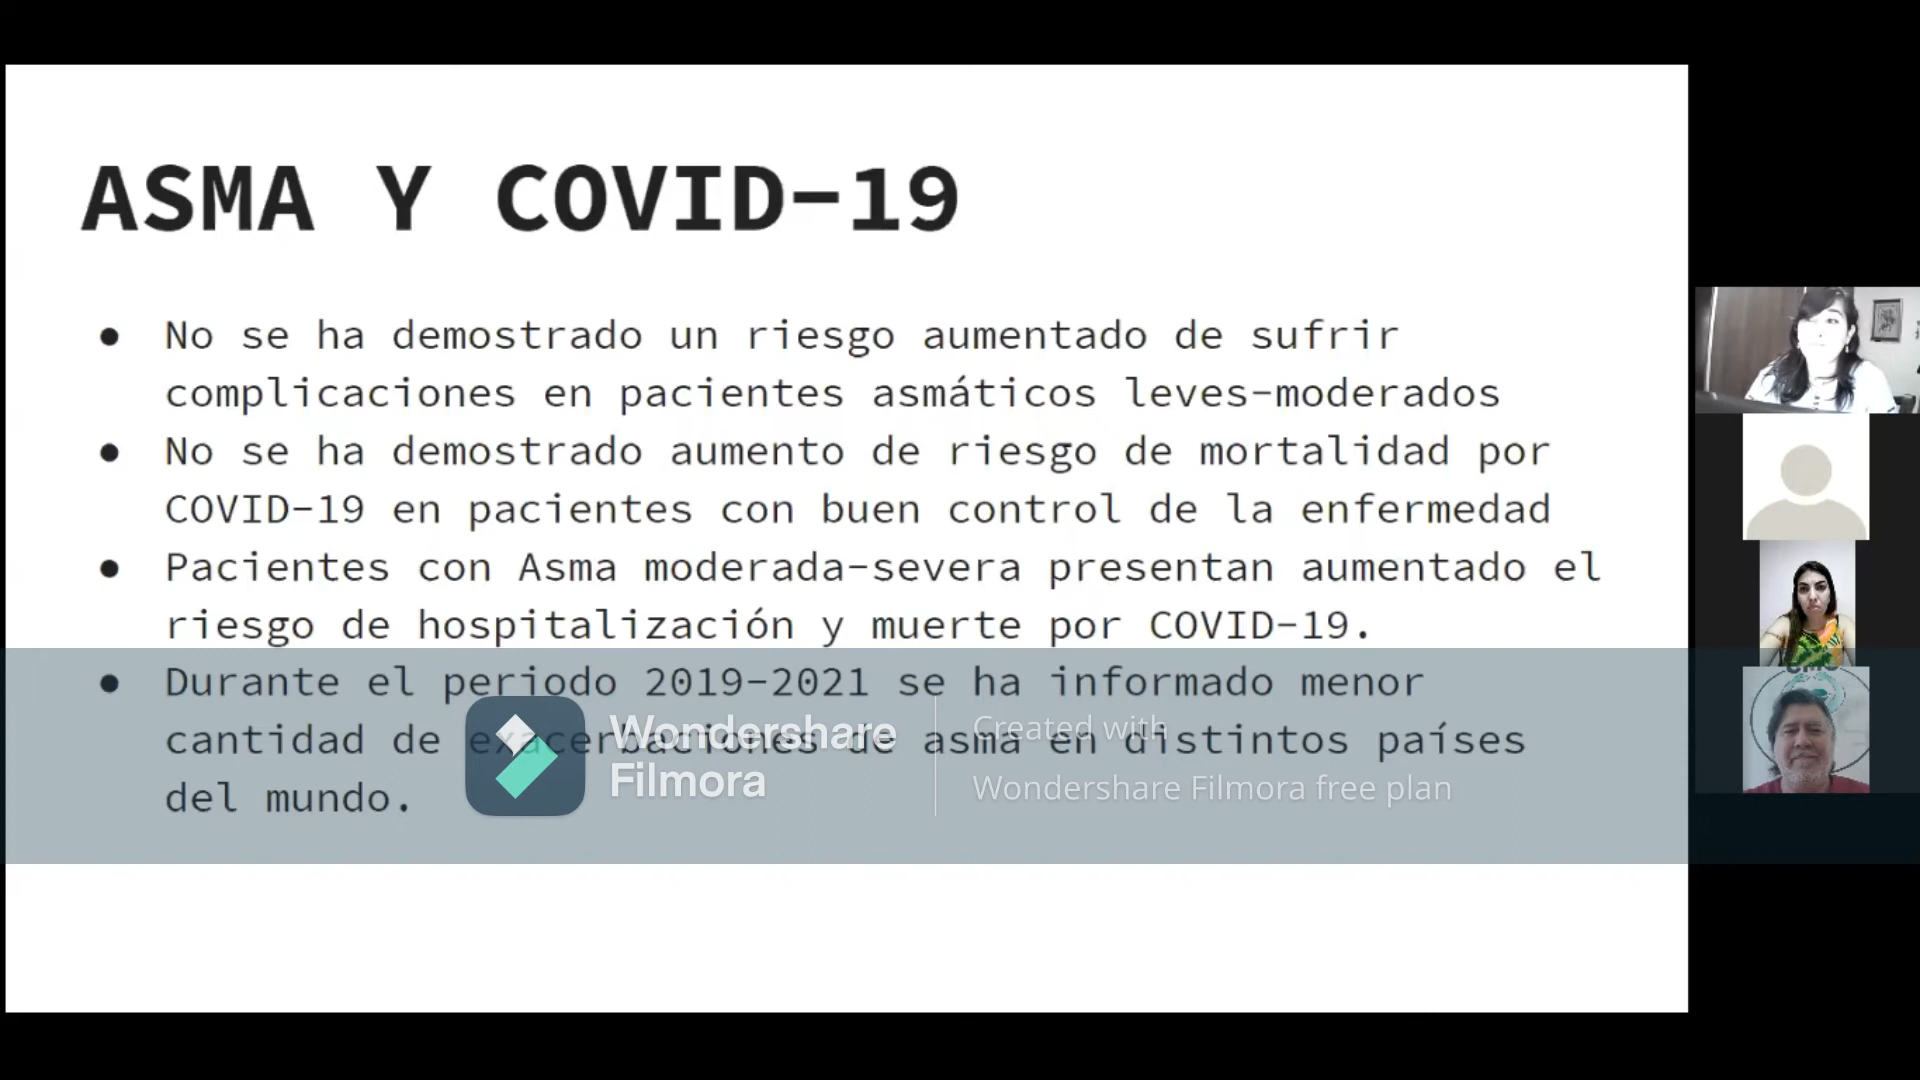 ASMA Y COVID-19
● No se ha demostrado un riesgo aumentado de sufrir
complicaciones en pacientes asmáticos leves-moderados
● No se ha demostrado aumento de riesgo de mortalidad por
COVID-19 en pacientes con buen control de la enfermedad
● Pacientes con Asma moderada-severa presentan aumentado el
riesgo de hospitalización y muerte por COVID-19.
● Durante el periodo 2019-2021 se ha informado menor
cantidad de exacerbaciones de asma en distintos países
del mundo.
Wondershare
Filmora
Created with
Wondershare Filmora free plan